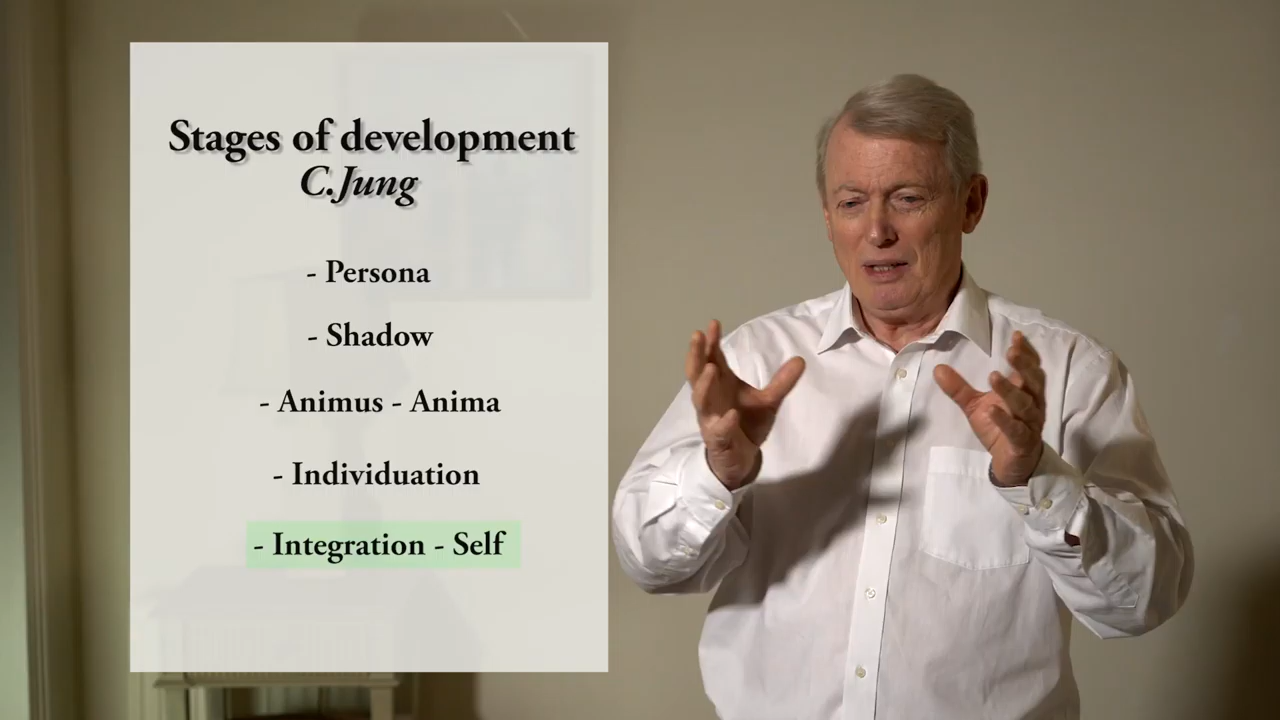 Stages of development
C.Jung
- Persona
- Shadow
- Animus - Anima
- Individuation
- Integration - Self